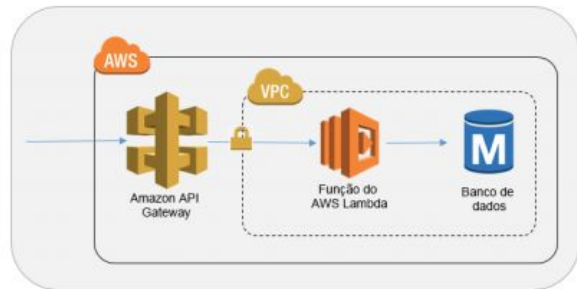 AWS
VPC
M
Amazon API
Gateway
Função do
AWS Lambda
Banco de
dados